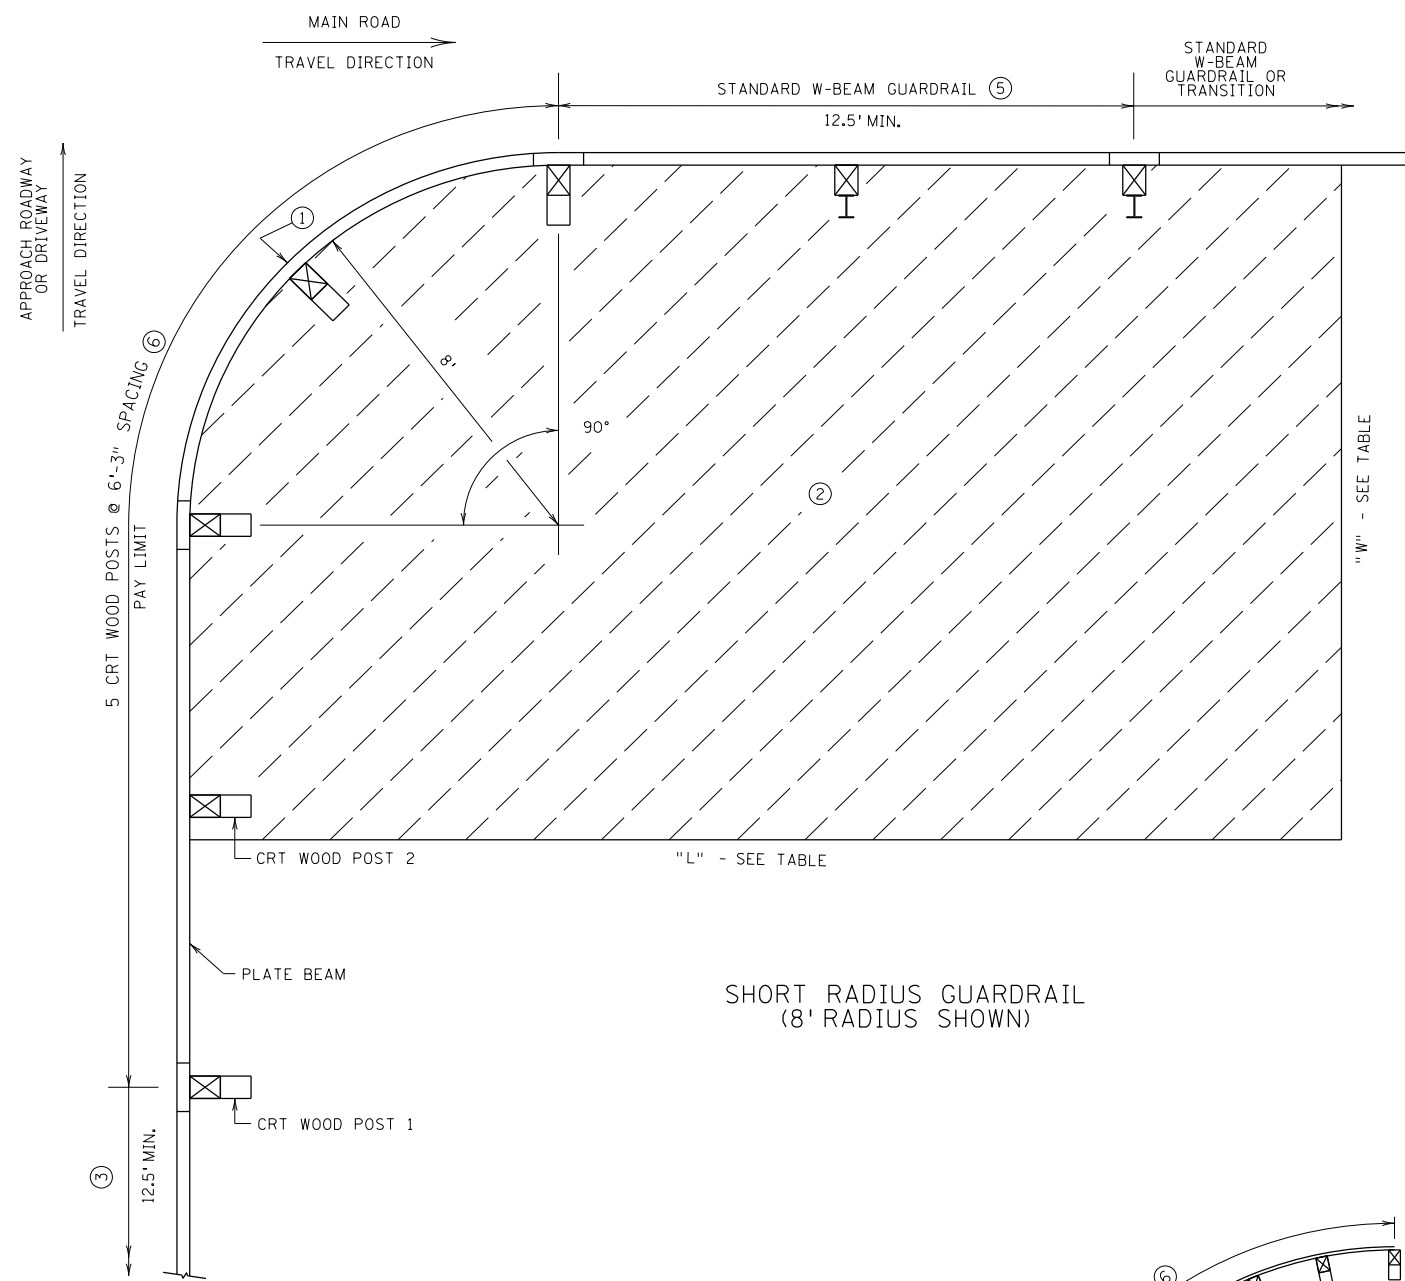 MAIN ROAD
TRAVEL DIRECTION
STANDARD
W-BEAM
GUARDRAIL OR
TRANSITION
STANDARD W-BEAM GUARDRAIL 5
12.5' MIN.
APPROACH ROADWAY
OR DRIVEWAY
TRAVEL DIRECTION
1
8'
90°
2
5 CRT WOOD POSTS @ 6'-3" SPACING 6
PAY LIMIT
"W" - SEE TABLE
CRT WOOD POST 2
"L" - SEE TABLE
PLATE BEAM
SHORT RADIUS GUARDRAIL
(8' RADIUS SHOWN)
CRT WOOD POST 1
3
12.5' MIN.
6